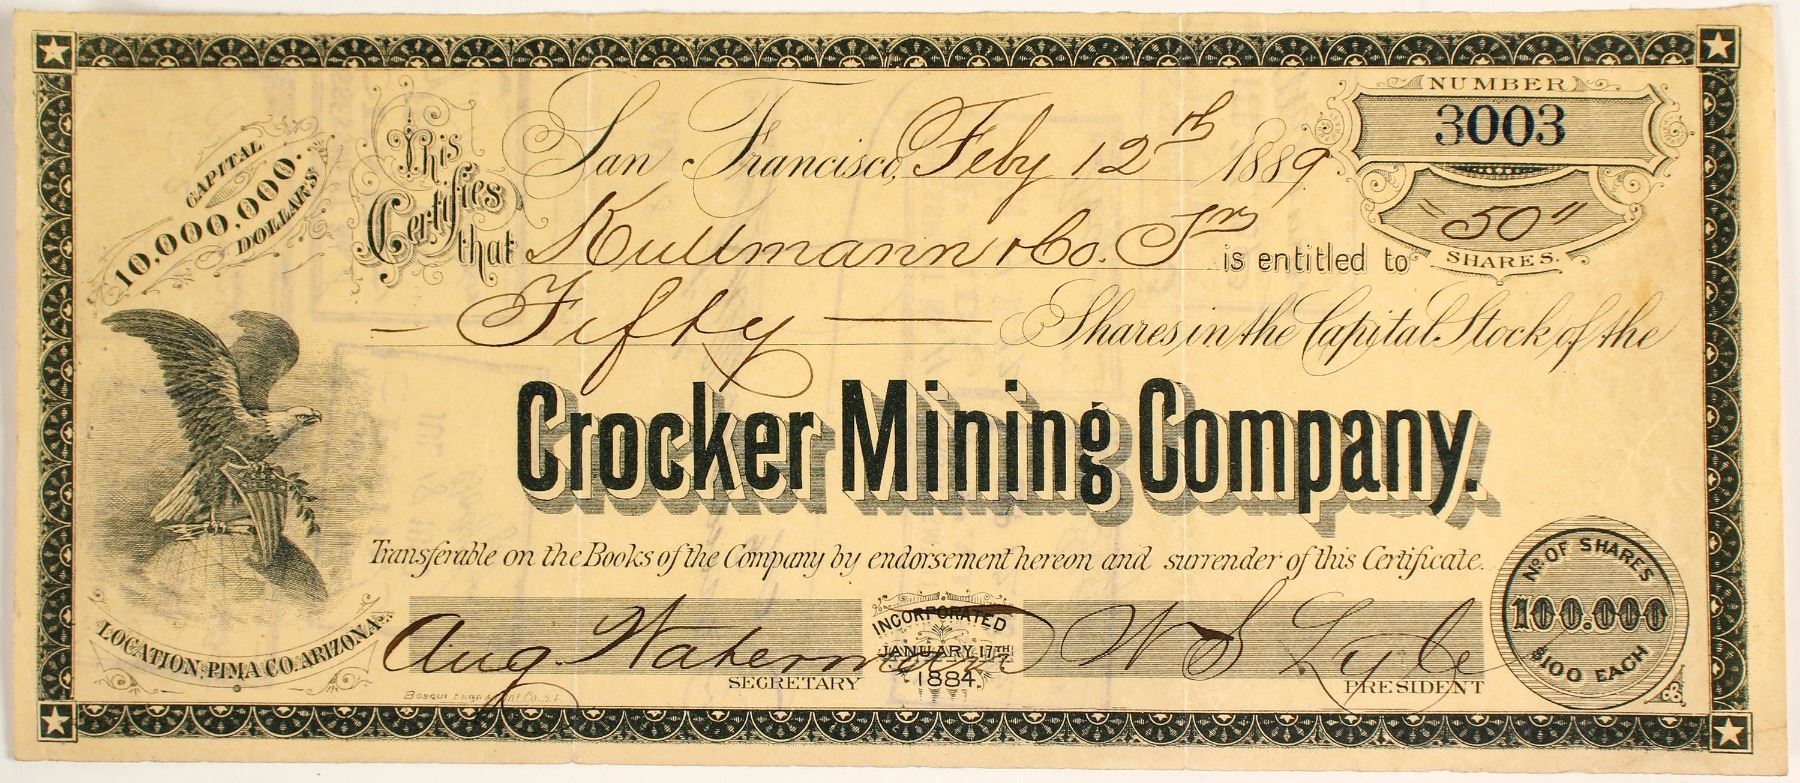 CAPITAL
10,000,000.
DOLLARS
This Certifies that
San Francisco, Feby 12th 1889
NUMBER
3003
"50"
SHARES.
Kullmann & Co. Trs is entitled to
— Fifty — Shares in the Capital Stock of the
Crocker Mining Company.
Transferable on the Books of the Company by endorsement hereon and surrender of this Certificate.
LOCATION, PIMA CO. ARIZONA.
Aug. Waterman
SECRETARY
INCORPORATED
JANUARY 17TH
1884.
W S Lyle
PRESIDENT
No. OF SHARES
100.000
$100 EACH